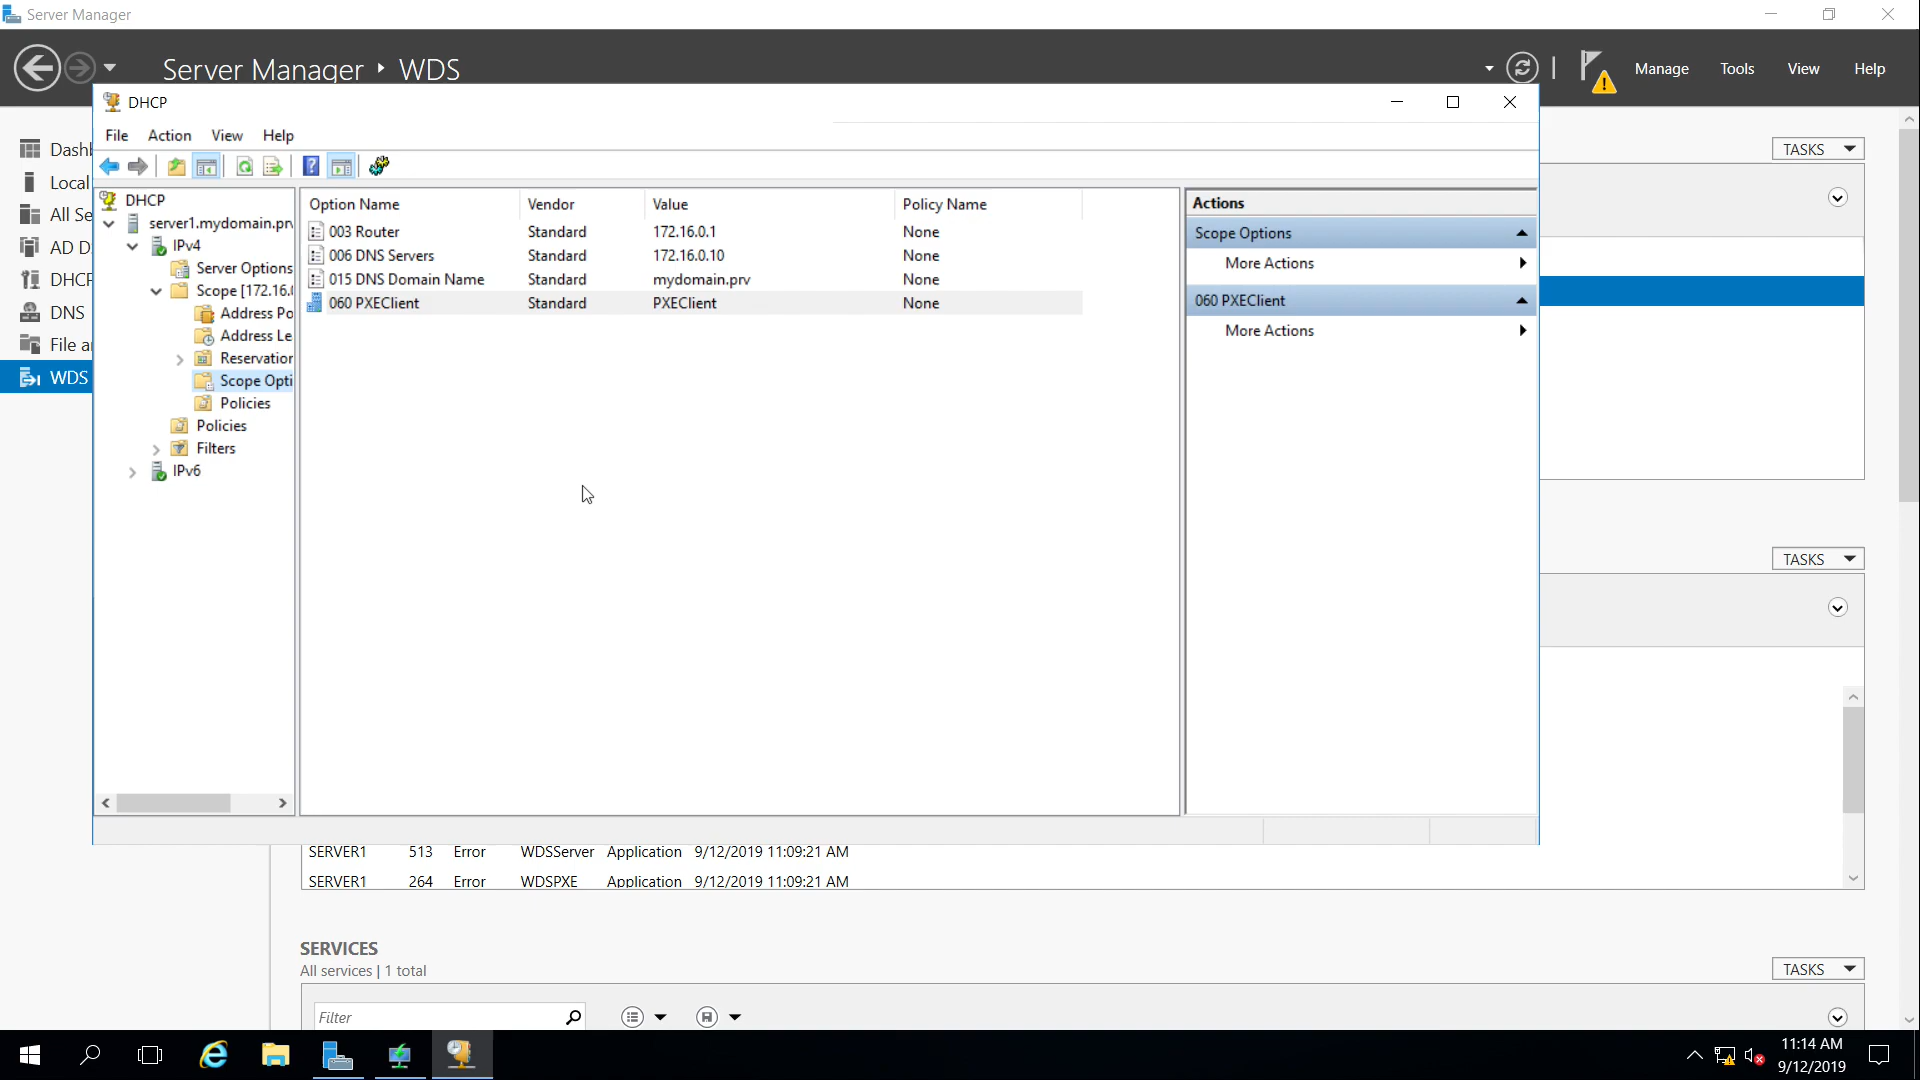 Server Manager
Server Manager ‣ WDS
Manage Tools View Help
DHCP
File Action View Help
Dashb
Local
All Se
AD D
DHCP
DNS
File a
WDS
DHCP
server1.mydomain.prv
IPv4
Server Options
Scope [172.16.0
Address Po
Address Le
Reservation
Scope Opti
Policies
Policies
Filters
IPv6
Option Name Vendor Value Policy Name
003 Router Standard 172.16.0.1 None
006 DNS Servers Standard 172.16.0.10 None
015 DNS Domain Name Standard mydomain.prv None
060 PXEClient Standard PXEClient None
Actions
Scope Options
More Actions
060 PXEClient
More Actions
TASKS
TASKS
SERVER1 513 Error WDSServer Application 9/12/2019 11:09:21 AM
SERVER1 264 Error WDSPXE Application 9/12/2019 11:09:21 AM
SERVICES
All services | 1 total
TASKS
Filter
11:14 AM
9/12/2019